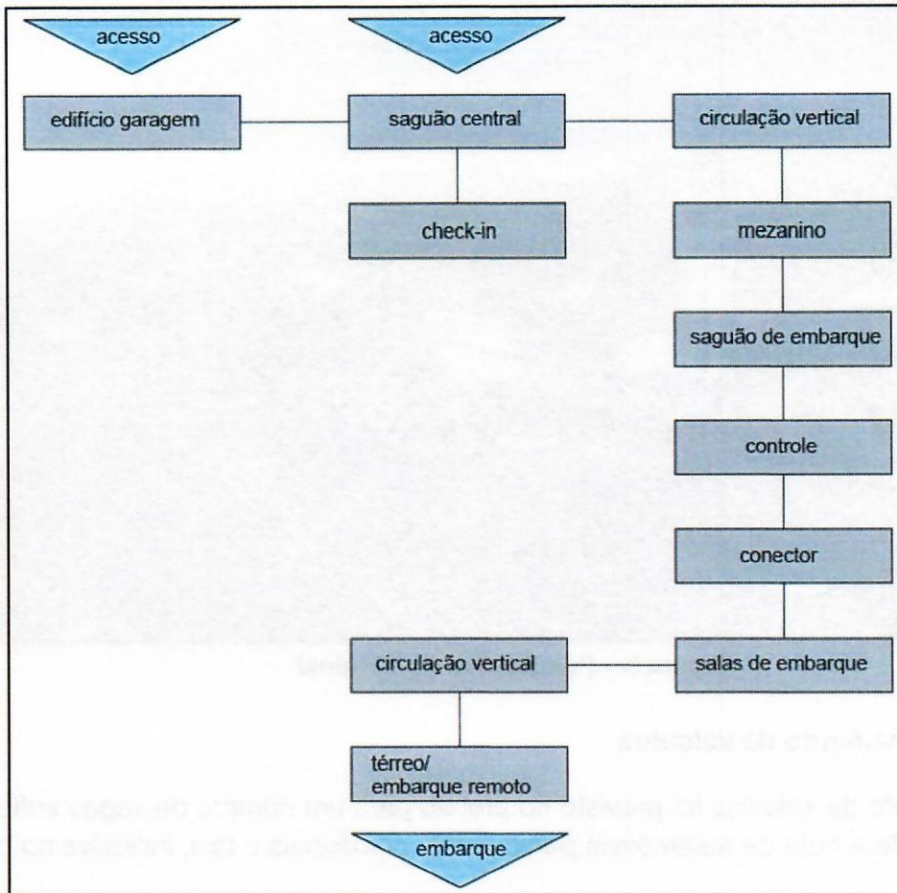 acesso
acesso
edifício garagem
saguão central
circulação vertical
check-in
mezanino
saguão de embarque
controle
conector
circulação vertical
salas de embarque
térreo/
embarque remoto
embarque